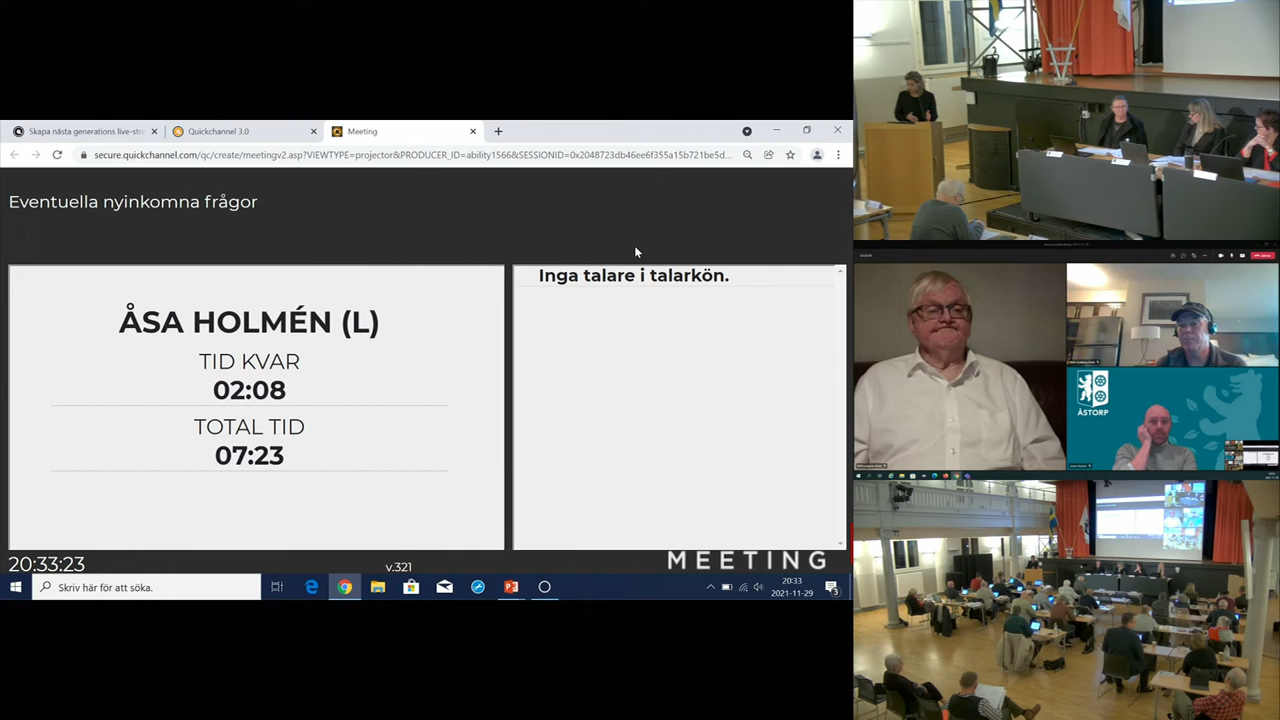 Skapa nästa generations live-str
Quickchannel 3.0
Meeting
secure.quickchannel.com/qc/create/meetingv2.asp?VIEWTYPE=projector&PRODUCER_ID=ability1566&SESSIONID=0x2048723db46ee6f355a15b721be5d...
Eventuella nyinkomna frågor
ÅSA HOLMÉN (L)
TID KVAR
02:08
TOTAL TID
07:23
Inga talare i talarkön.
20:33:23
v.321
MEETING
Skriv här för att söka.
20:33
2021-11-29
3
ÅSTORP